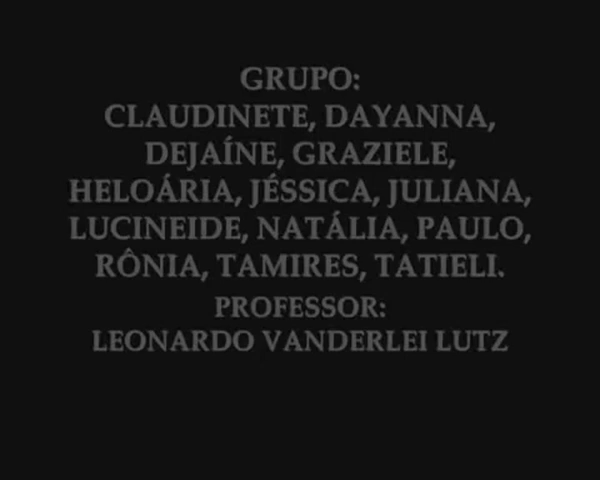 GRUPO:
CLAUDINETE, DAYANNA,
DEJAÍNE, GRAZIELE,
HELOÁRIA, JÉSSICA, JULIANA,
LUCINEIDE, NATÁLIA, PAULO,
RÔNIA, TAMIRES, TATIELI.
PROFESSOR:
LEONARDO VANDERLEI LUTZ